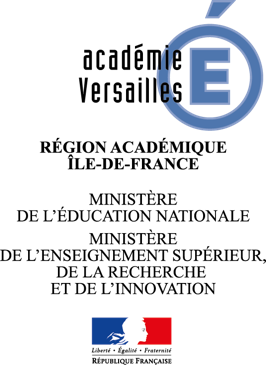 académie
Versailles
É
RÉGION ACADÉMIQUE
ÎLE-DE-FRANCE
MINISTÈRE
DE L'ÉDUCATION NATIONALE
MINISTÈRE
DE L'ENSEIGNEMENT SUPÉRIEUR,
DE LA RECHERCHE
ET DE L'INNOVATION
Liberté • Égalité • Fraternité
RÉPUBLIQUE FRANÇAISE